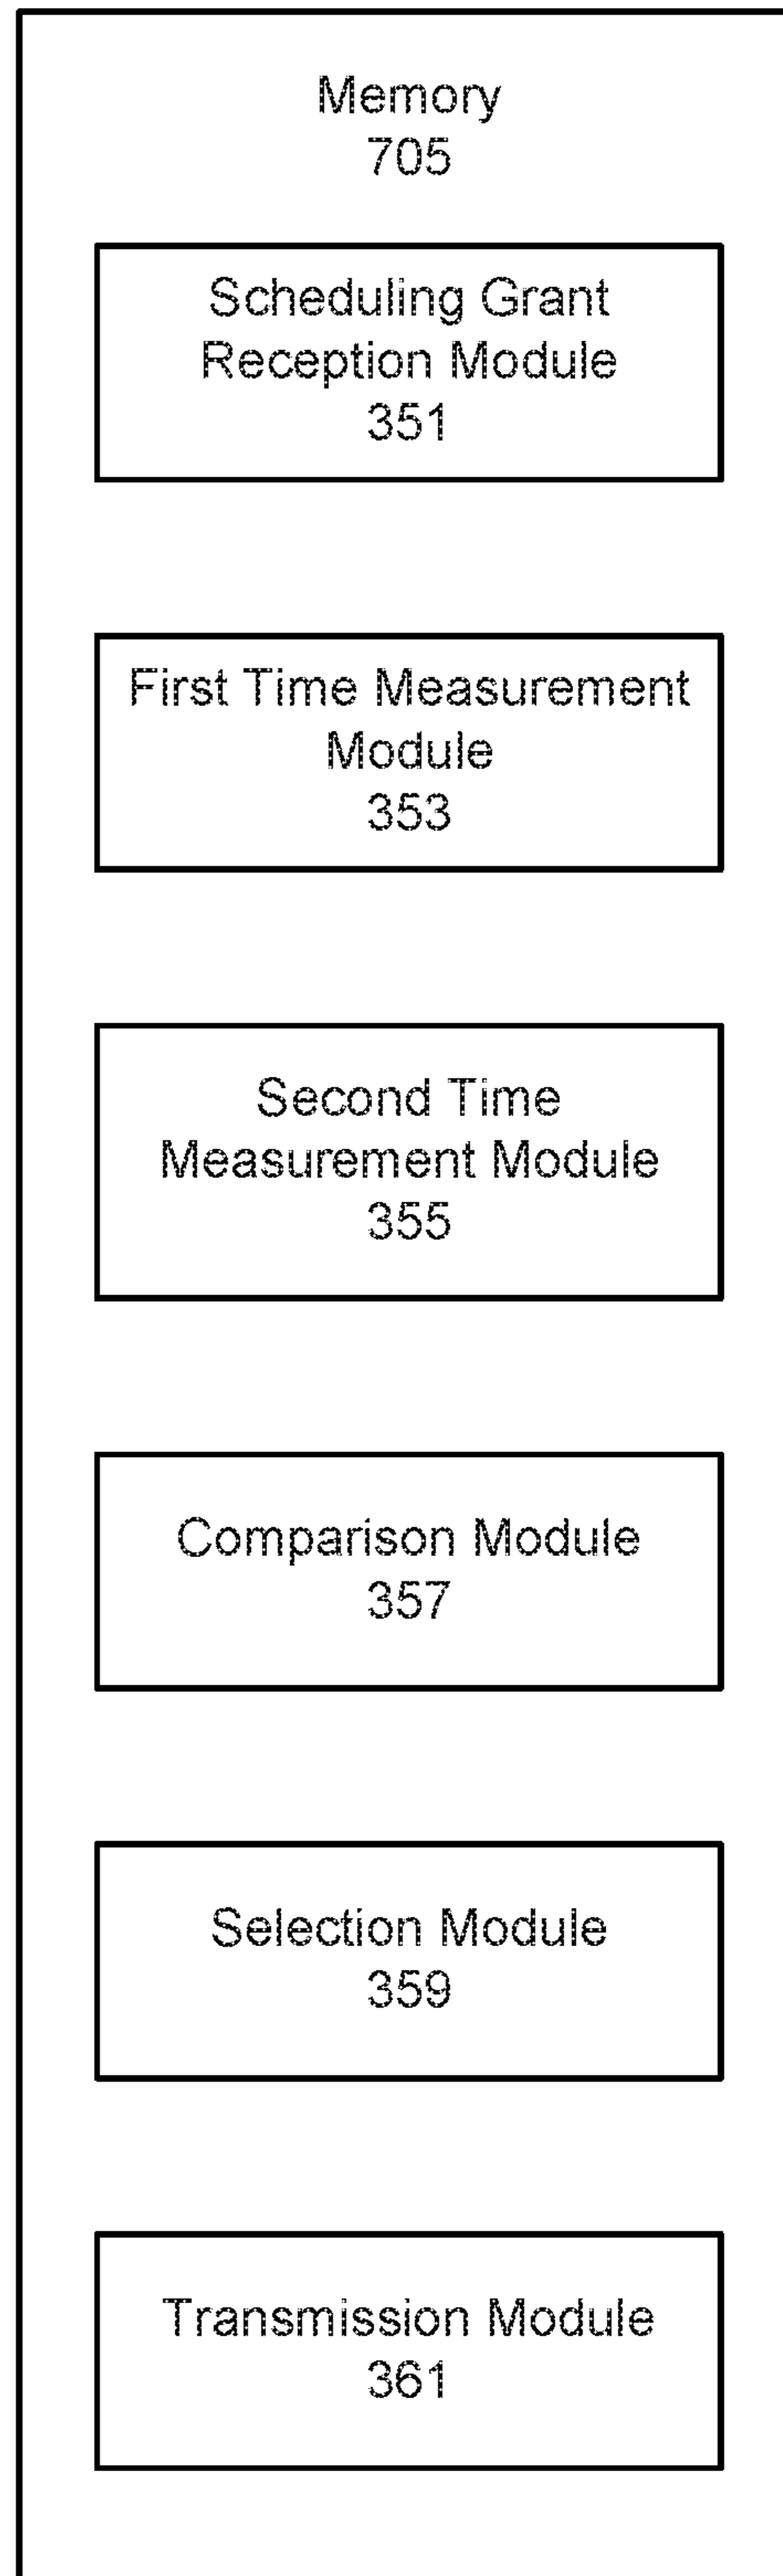 Memory
705
Scheduling Grant
Reception Module
351
First Time Measurement
Module
353
Second Time
Measurement Module
355
Comparison Module
357
Selection Module
359
Transmission Module
361